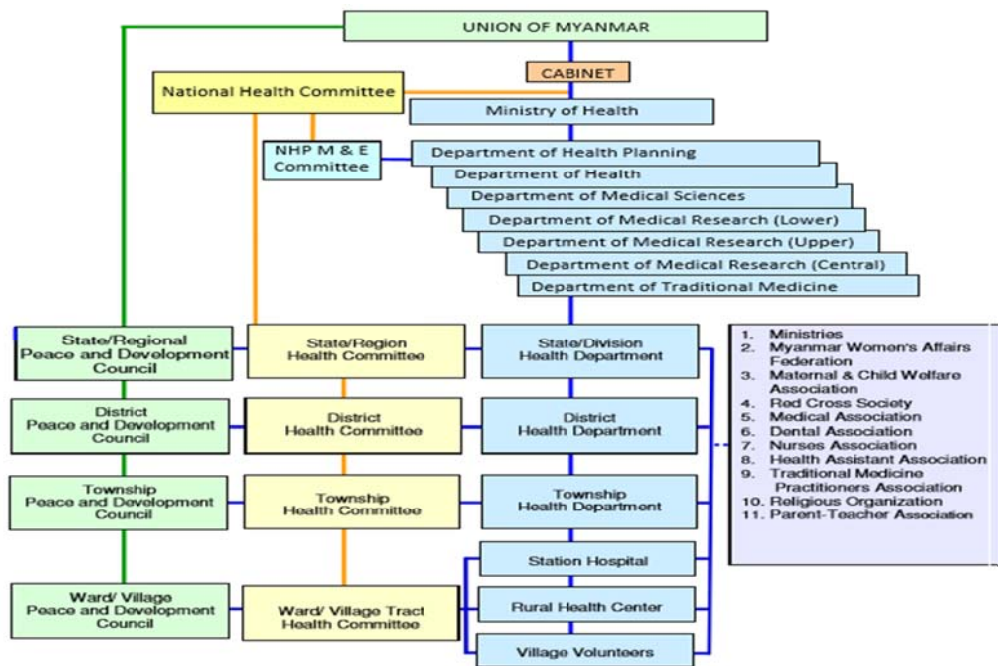 UNION OF MYANMAR
CABINET
National Health Committee
Ministry of Health
NHP M & E
Committee
Department of Health Planning
Department of Health
Department of Medical Sciences
Department of Medical Research (Lower)
Department of Medical Research (Upper)
Department of Medical Research (Central)
Department of Traditional Medicine
State/Regional
Peace and Development
Council
State/Region
Health Committee
State/Division
Health Department
District
Peace and Development
Council
District
Health Committee
District
Health Department
Township
Peace and Development
Council
Township
Health Committee
Township
Health Department
Station Hospital
Ward/ Village
Peace and Development
Council
Ward/ Village Tract
Health Committee
Rural Health Center
Village Volunteers
1. Ministries
2. Myanmar Women's Affairs
Federation
3. Maternal & Child Welfare
Association
4. Red Cross Society
5. Medical Association
6. Dental Association
7. Nurses Association
8. Health Assistant Association
9. Traditional Medicine
Practitioners Association
10. Religious Organization
11. Parent-Teacher Association